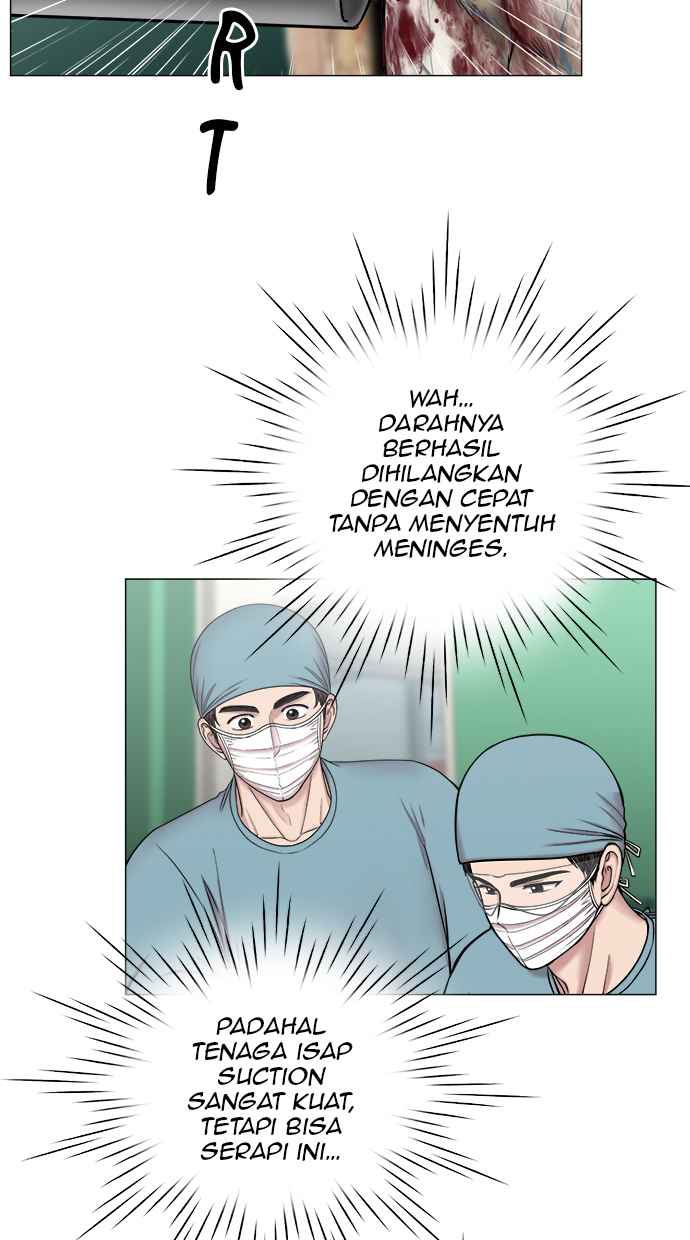 R
T
WAH...
DARAHNYA
BERHASIL
DIHILANGKAN
DENGAN CEPAT
TANPA MENYENTUH
MENINGES.
PADAHAL
TENAGA ISAP
SUCTION
SANGAT KUAT,
TETAPI BISA
SERAPI INI...